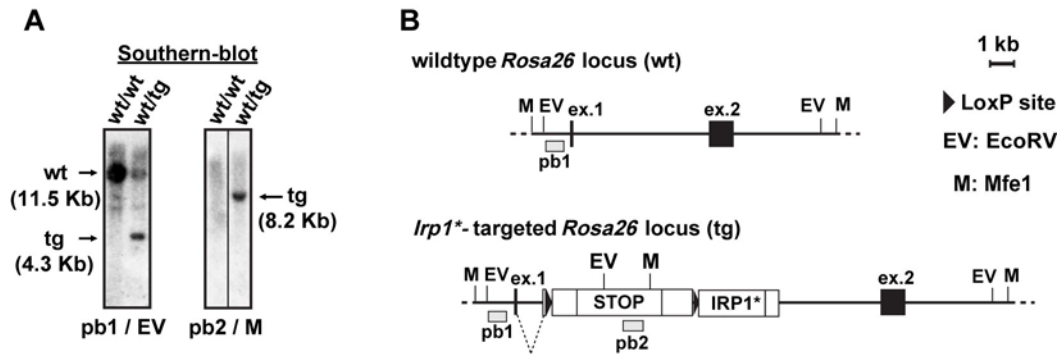 A
Southern-blot
wt/wt
wt/tg
wt/wt
wt/tg
wt
(11.5 Kb)
tg
(4.3 Kb)
tg
(8.2 Kb)
pb1 / EV
pb2 / M
B
wildtype Rosa26 locus (wt)
M EV ex.1 ex.2 EV M
pb1
1 kb
LoxP site
EV: EcoRV
M: Mfe1
Irp1*- targeted Rosa26 locus (tg)
EV M
M EV ex.1 ex.2 EV M
STOP IRP1*
pb1 pb2